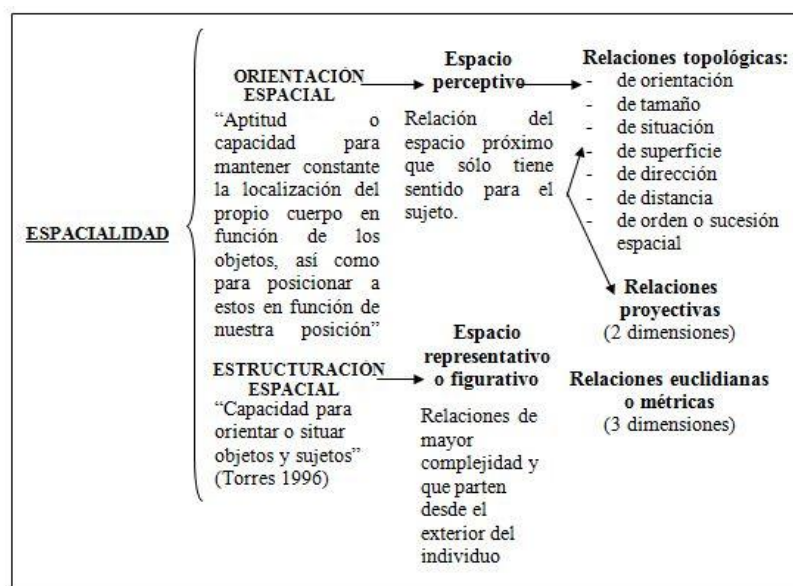 ESPACIALIDAD
ORIENTACIÓN
ESPACIAL
“Aptitud o
capacidad para
mantener constante
la localización del
propio cuerpo en
función de los
objetos, así como
para posicionar a
estos en función de
nuestra posición”
ESTRUCTURACIÓN
ESPACIAL
“Capacidad para
orientar o situar
objetos y sujetos”
(Torres 1996)
Espacio
perceptivo
Relación del
espacio próximo
que sólo tiene
sentido para el
sujeto.
Espacio
representativo
o figurativo
Relaciones de
mayor
complejidad y
que parten
desde el
exterior del
individuo
Relaciones topológicas:
- de orientación
- de tamaño
- de situación
- de superficie
- de dirección
- de distancia
- de orden o sucesión
espacial
Relaciones
proyectivas
(2 dimensiones)
Relaciones euclidianas
o métricas
(3 dimensiones)